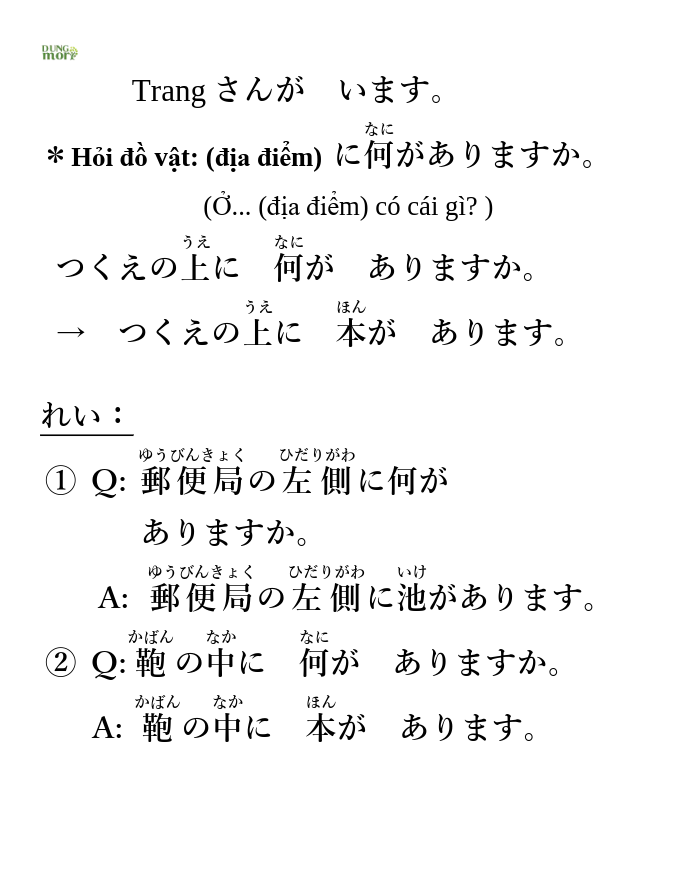 DUNG
mori
Trang さんが　います。
＊Hỏi đồ vật: (địa điểm) に何がありますか。
なに
(Ở... (địa điểm) có cái gì? )
うえ　なに
つくえの上に　何が　ありますか。
うえ　ほん
→　つくえの上に　本が　あります。
れい：
ゆうびんきょく　ひだりがわ
① Q: 郵便局の左側に何が
ありますか。
ゆうびんきょく　ひだりがわ　いけ
A: 郵便局の左側に池があります。
かばん　なか　なに
② Q: 鞄の中に　何が　ありますか。
かばん　なか　ほん
A: 鞄の中に　本が　あります。